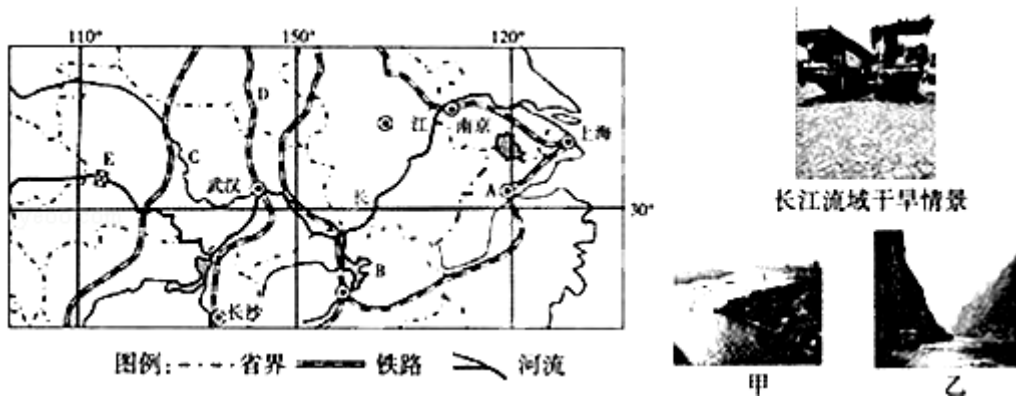 110°
150°
120°
D
江
南京
上海
E
C
武汉
长
A
30°
B
长沙
图例：
省界
铁路
河流
长江流域干旱情景
甲
乙